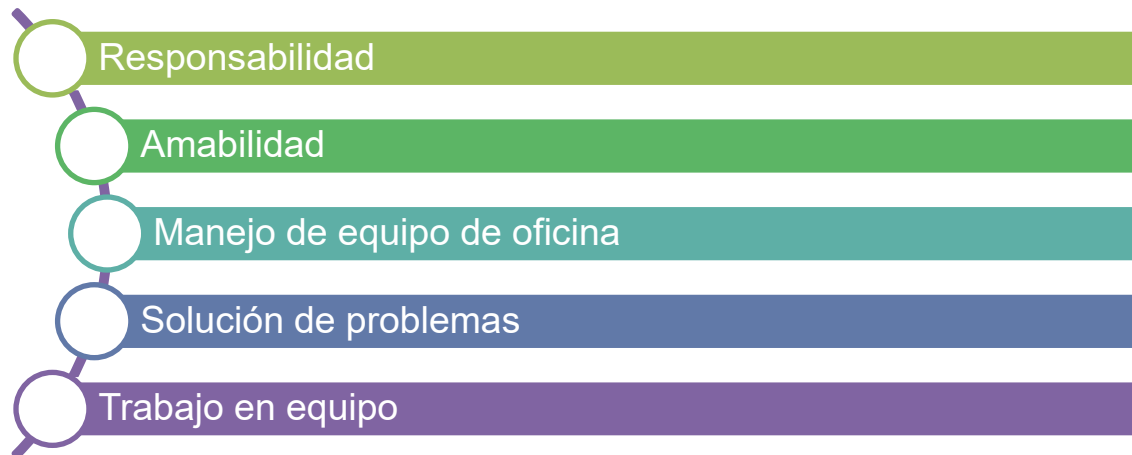 Responsabilidad
Amabilidad
Manejo de equipo de oficina
Solución de problemas
Trabajo en equipo